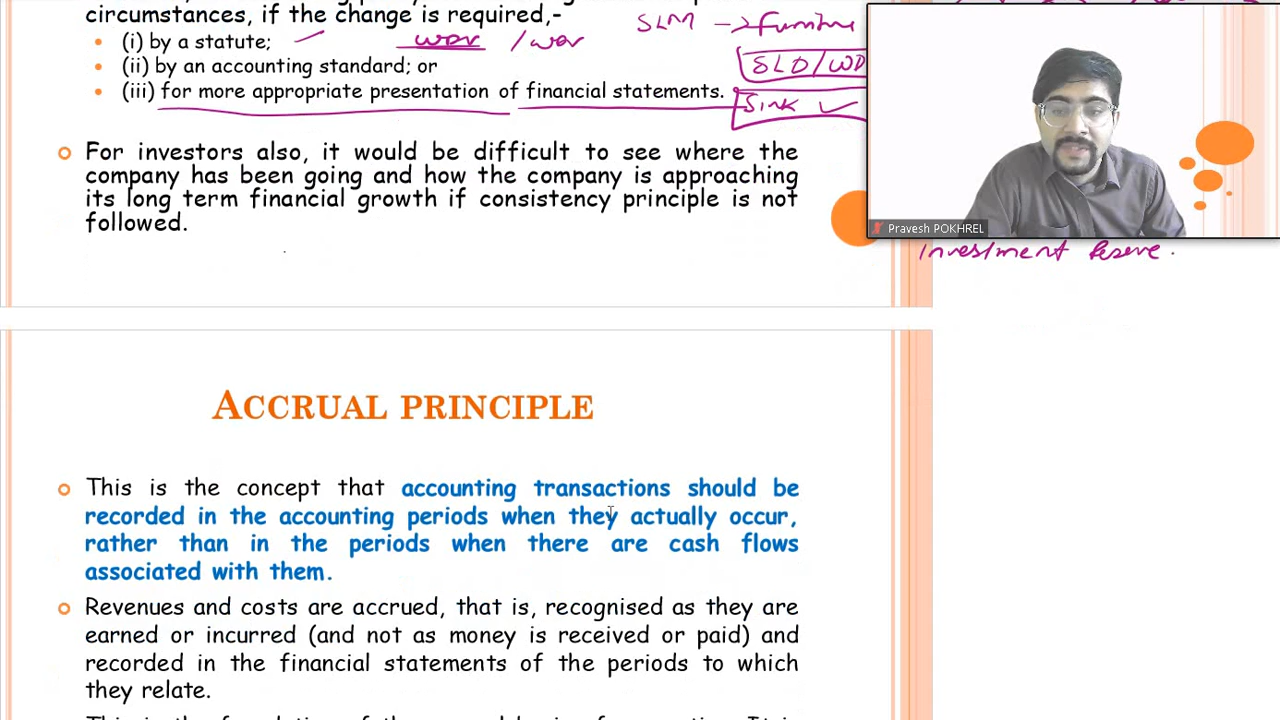 circumstances, if the change is required,-
(i) by a statute;
(ii) by an accounting standard; or
(iii) for more appropriate presentation of financial statements.
SLM → furniture
WDV / WDV
SLD/WD
Sink ✓
For investors also, it would be difficult to see where the
company has been going and how the company is approaching
its long term financial growth if consistency principle is not
followed.
Pravesh POKHREL
Investment Reserve.
ACCRUAL PRINCIPLE
This is the concept that accounting transactions should be
recorded in the accounting periods when they actually occur,
rather than in the periods when there are cash flows
associated with them.
Revenues and costs are accrued, that is, recognised as they are
earned or incurred (and not as money is received or paid) and
recorded in the financial statements of the periods to which
they relate.